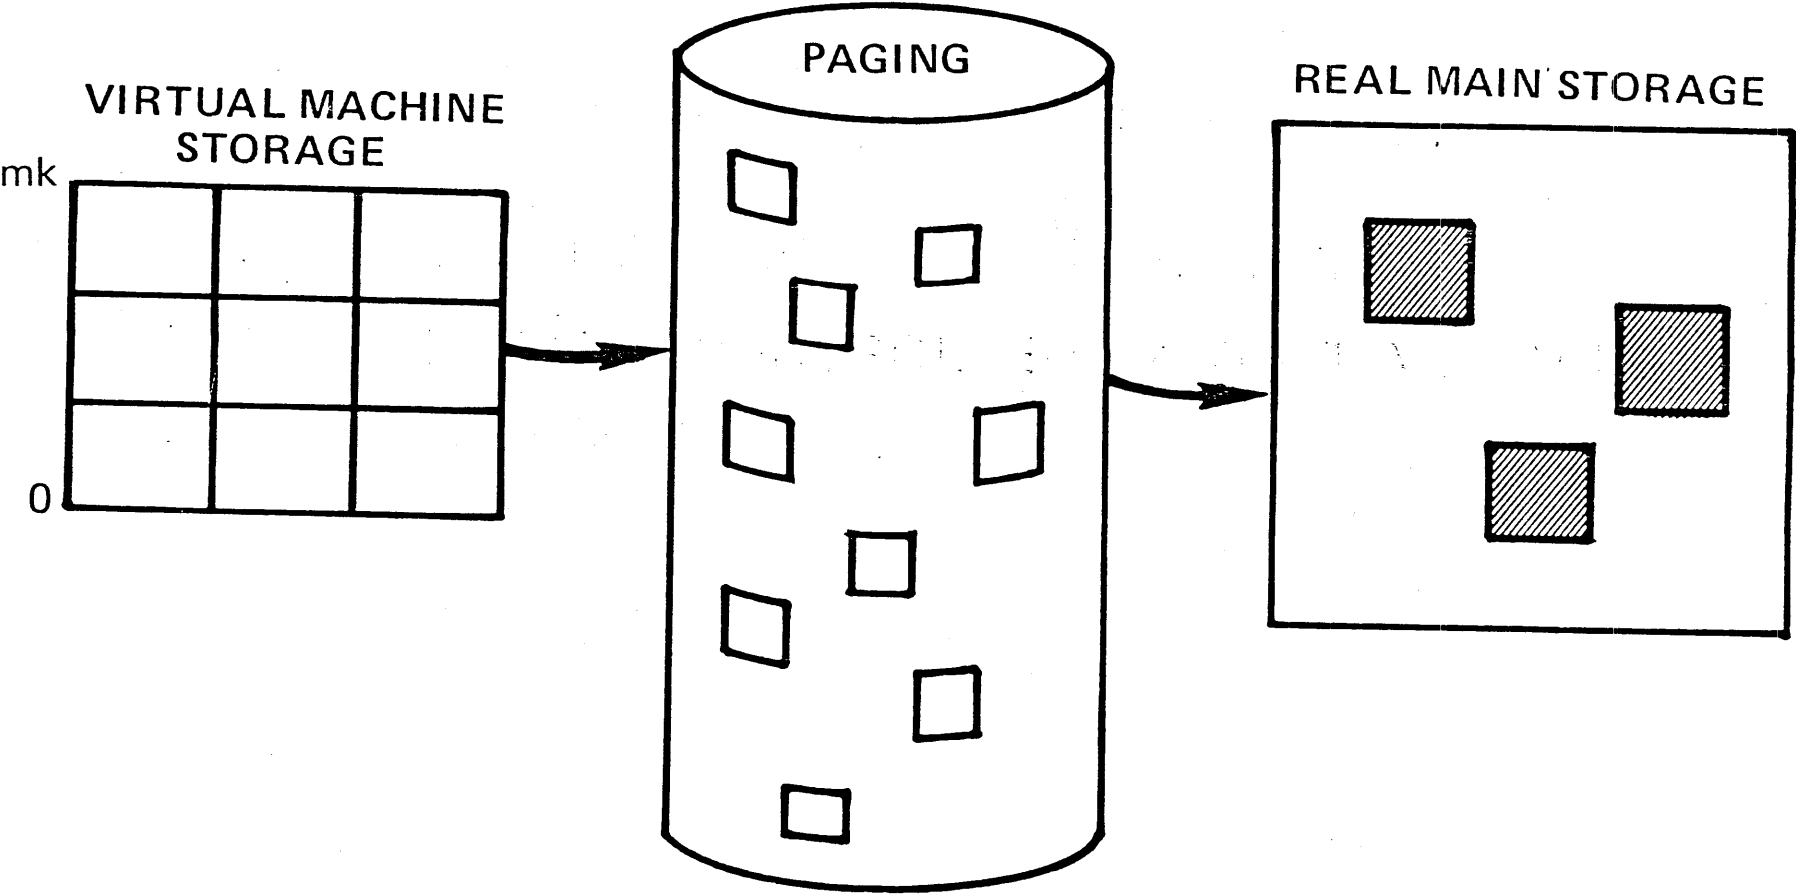 VIRTUAL MACHINE
STORAGE
mk
0
PAGING
REAL MAIN STORAGE